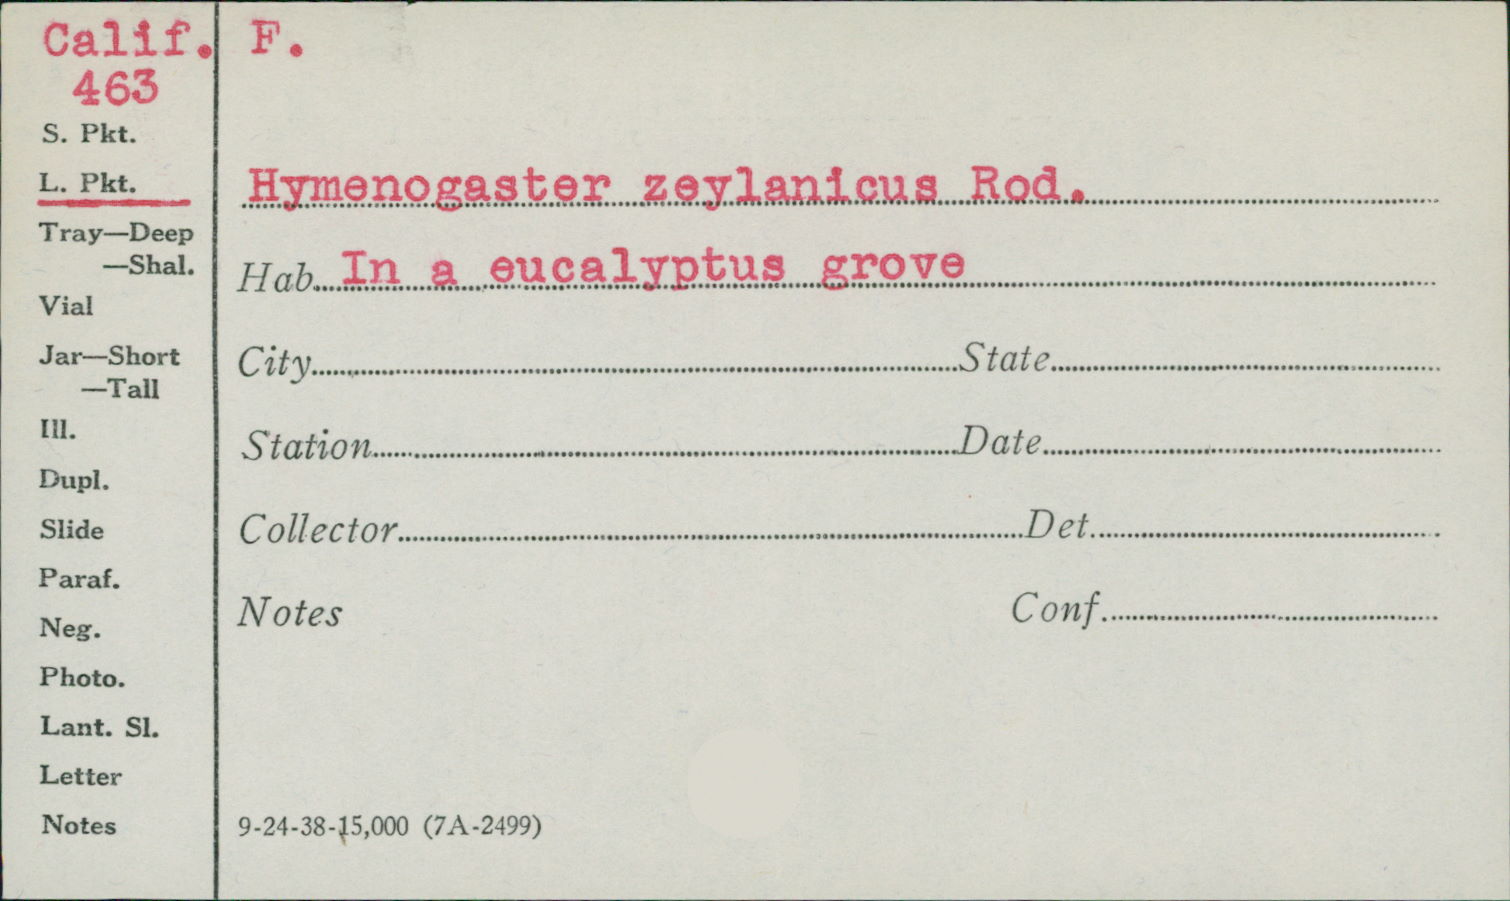 Calif. F.
463
S. Pkt.
L. Pkt.
Tray—Deep
—Shal.
Vial
Jar—Short
—Tall
Ill.
Dupl.
Slide
Paraf.
Neg.
Photo.
Lant. Sl.
Letter
Notes
Hymenogaster zeylanicus Rod.
Hab. In a eucalyptus grove
City State
Station Date
Collector Det.
Notes Conf.
9-24-38-15,000 (7A-2499)